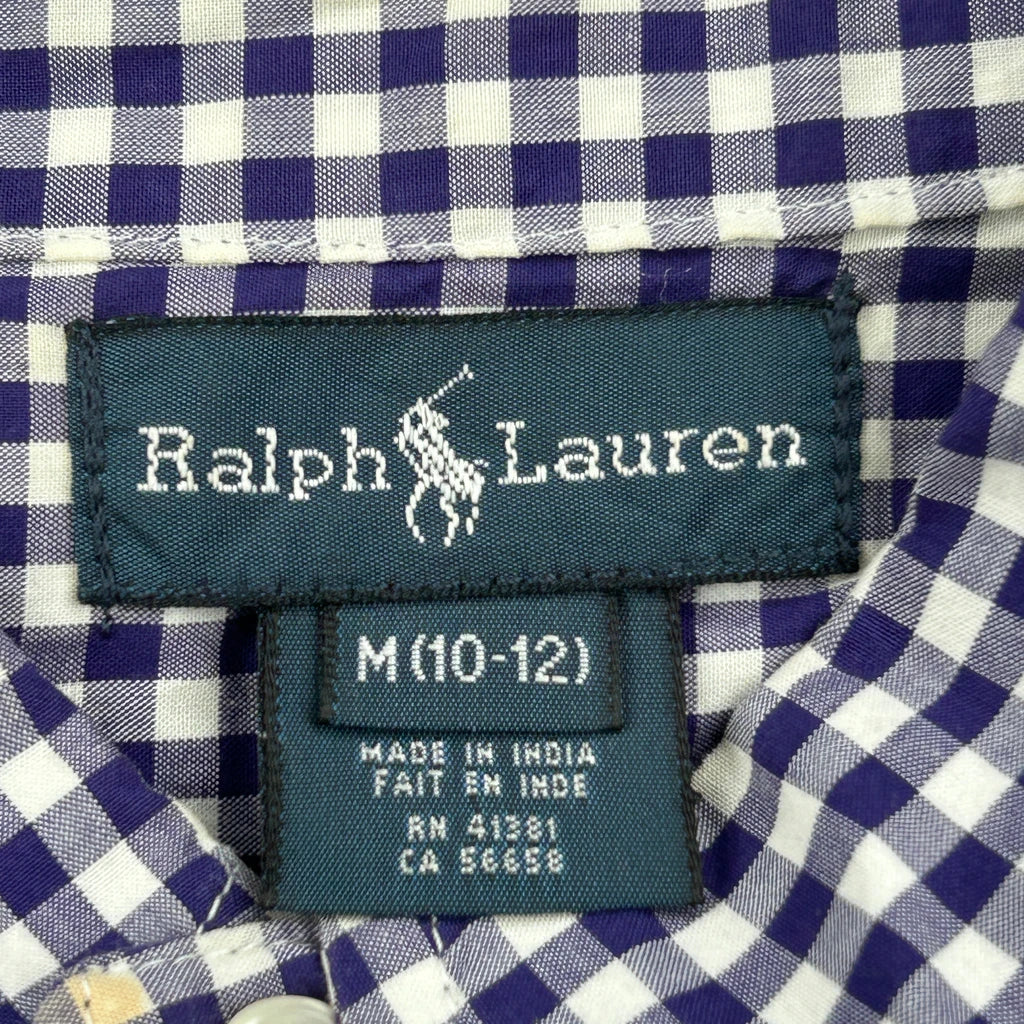 Ralph Lauren
M (10-12)
MADE IN INDIA
FAIT EN INDE
RN 41381
CA 56658